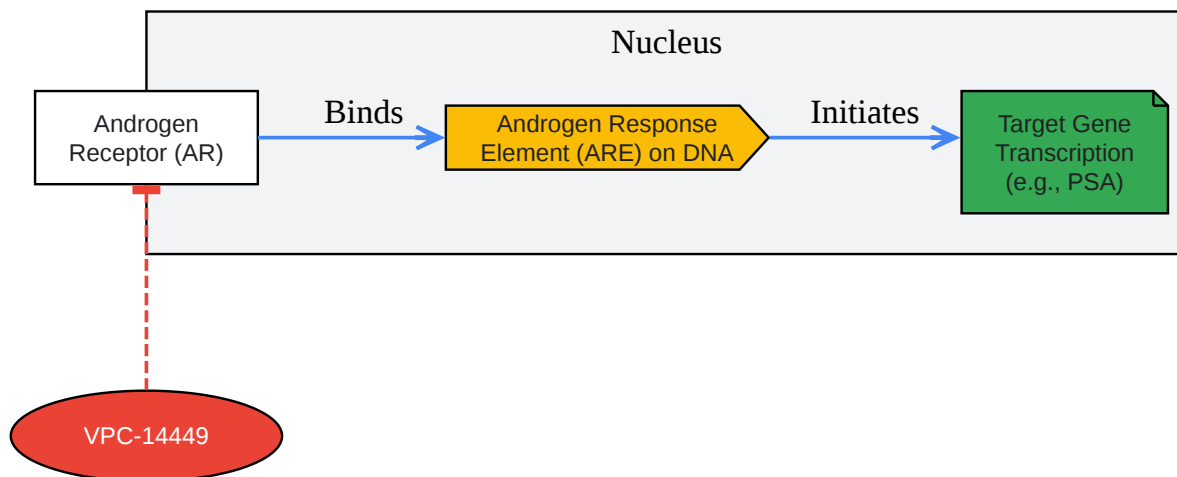 Nucleus
Androgen
Receptor (AR)
Binds
Androgen Response
Element (ARE) on DNA
Initiates
Target Gene
Transcription
(e.g., PSA)
VPC-14449